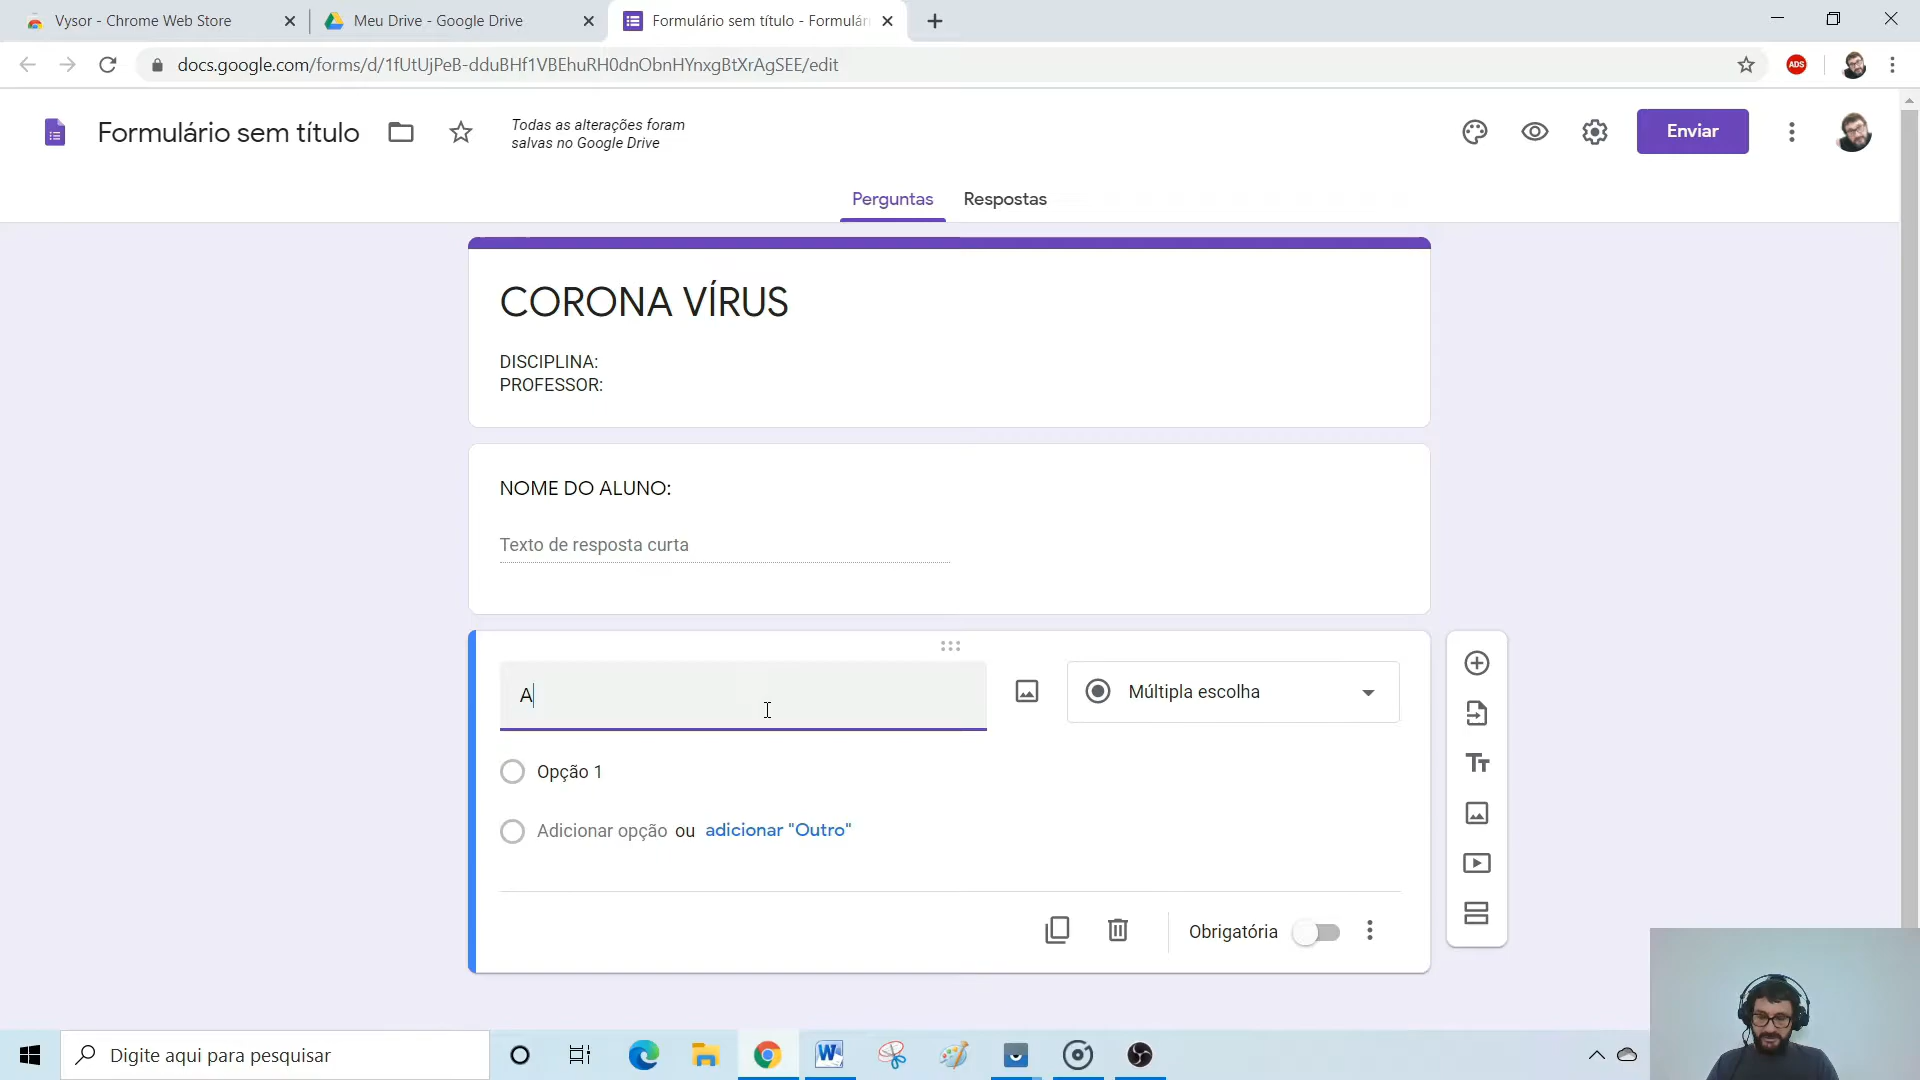 Vysor - Chrome Web Store
Meu Drive - Google Drive
Formulário sem título - Formulár
docs.google.com/forms/d/1fUtUjPeB-dduBHf1VBEhuRH0dnObnHYnxgBtXrAgSEE/edit
ADS
Formulário sem título
Todas as alterações foram
salvas no Google Drive
Enviar
Perguntas
Respostas
CORONA VÍRUS
DISCIPLINA:
PROFESSOR:
NOME DO ALUNO:
Texto de resposta curta
A
Múltipla escolha
Opção 1
Adicionar opção ou adicionar "Outro"
Obrigatória
Digite aqui para pesquisar